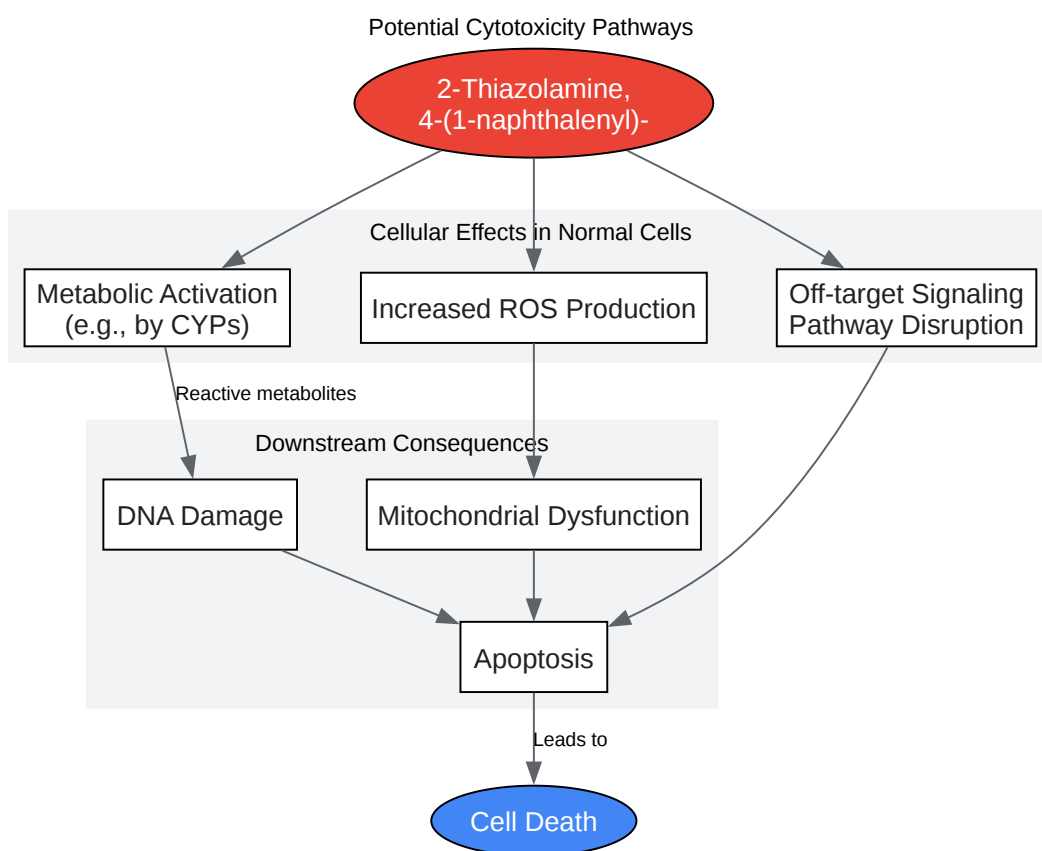 Potential Cytotoxicity Pathways
2-Thiazolamine,
4-(1-naphthalenyl)-
Cellular Effects in Normal Cells
Metabolic Activation
(e.g., by CYPs)
Increased ROS Production
Off-target Signaling
Pathway Disruption
Reactive metabolites
Downstream Consequences
DNA Damage
Mitochondrial Dysfunction
Apoptosis
Leads to
Cell Death